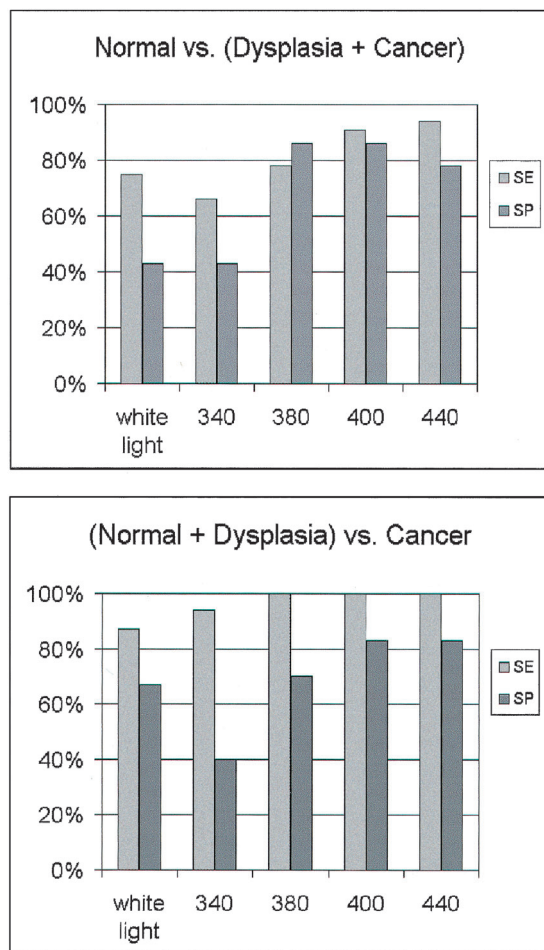 Normal vs. (Dysplasia + Cancer)
100%
80%
60%
40%
20%
0%
white
light
340
380
400
440
SE
SP
(Normal + Dysplasia) vs. Cancer
100%
80%
60%
40%
20%
0%
white
light
340
380
400
440
SE
SP